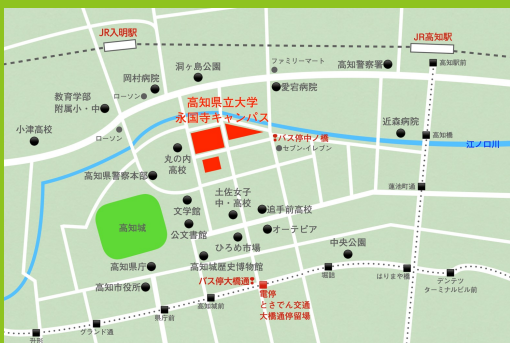 JR入明駅
JR高知駅
岡村病院
洞ヶ島公園
ファミリーマート
高知警察署
高知駅前
教育学部
附属小・中
ローソン
愛宕病院
高知県立大学
永国寺キャンパス
小津高校
ローソン
バス停中ノ橋
セブン-イレブン
近森病院
高知橋
江ノ口川
丸の内
高校
高知県警察本部
土佐女子
中・高校
蓮池町通
文学館
追手前高校
高知城
公文書館
オーテピア
ひろめ市場
中央公園
高知県庁
高知城歴史博物館
バス停大橋通
堀詰
はりまや橋
デンテツ
ターミナルビル前
高知市役所
電停
とさでん交通
大橋通停留場
高知城前
県庁前
グランド通
升形